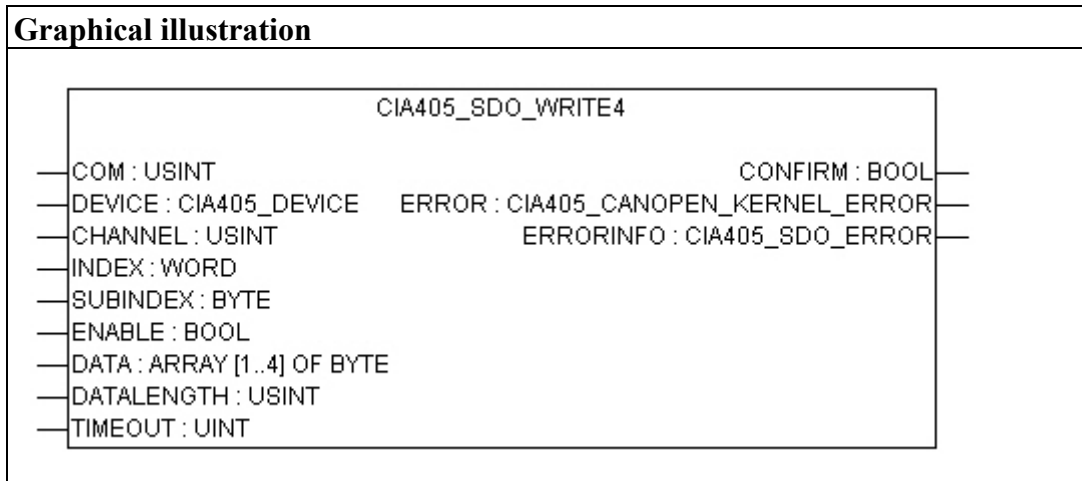 Graphical illustration
CIA405_SDO_WRITE4
COM : USINT CONFIRM : BOOL
DEVICE : CIA405_DEVICE ERROR : CIA405_CANOPEN_KERNEL_ERROR
CHANNEL : USINT ERRORINFO : CIA405_SDO_ERROR
INDEX : WORD
SUBINDEX : BYTE
ENABLE : BOOL
DATA : ARRAY [1..4] OF BYTE
DATALENGTH : USINT
TIMEOUT : UINT